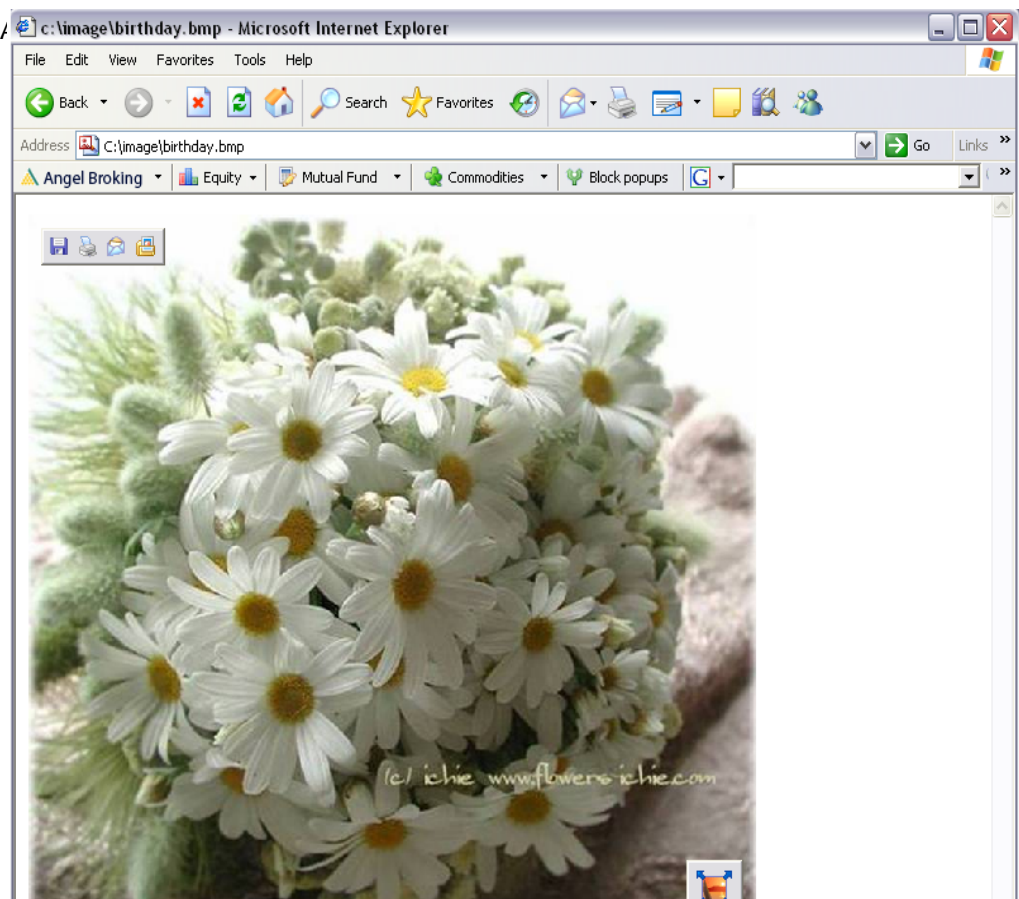 c:\image\birthday.bmp - Microsoft Internet Explorer
File Edit View Favorites Tools Help
Back Search Favorites
Address C:\image\birthday.bmp Go Links »
Angel Broking Equity Mutual Fund Commodities Block popups G »
(c) ichie www.flowers-ichie.com